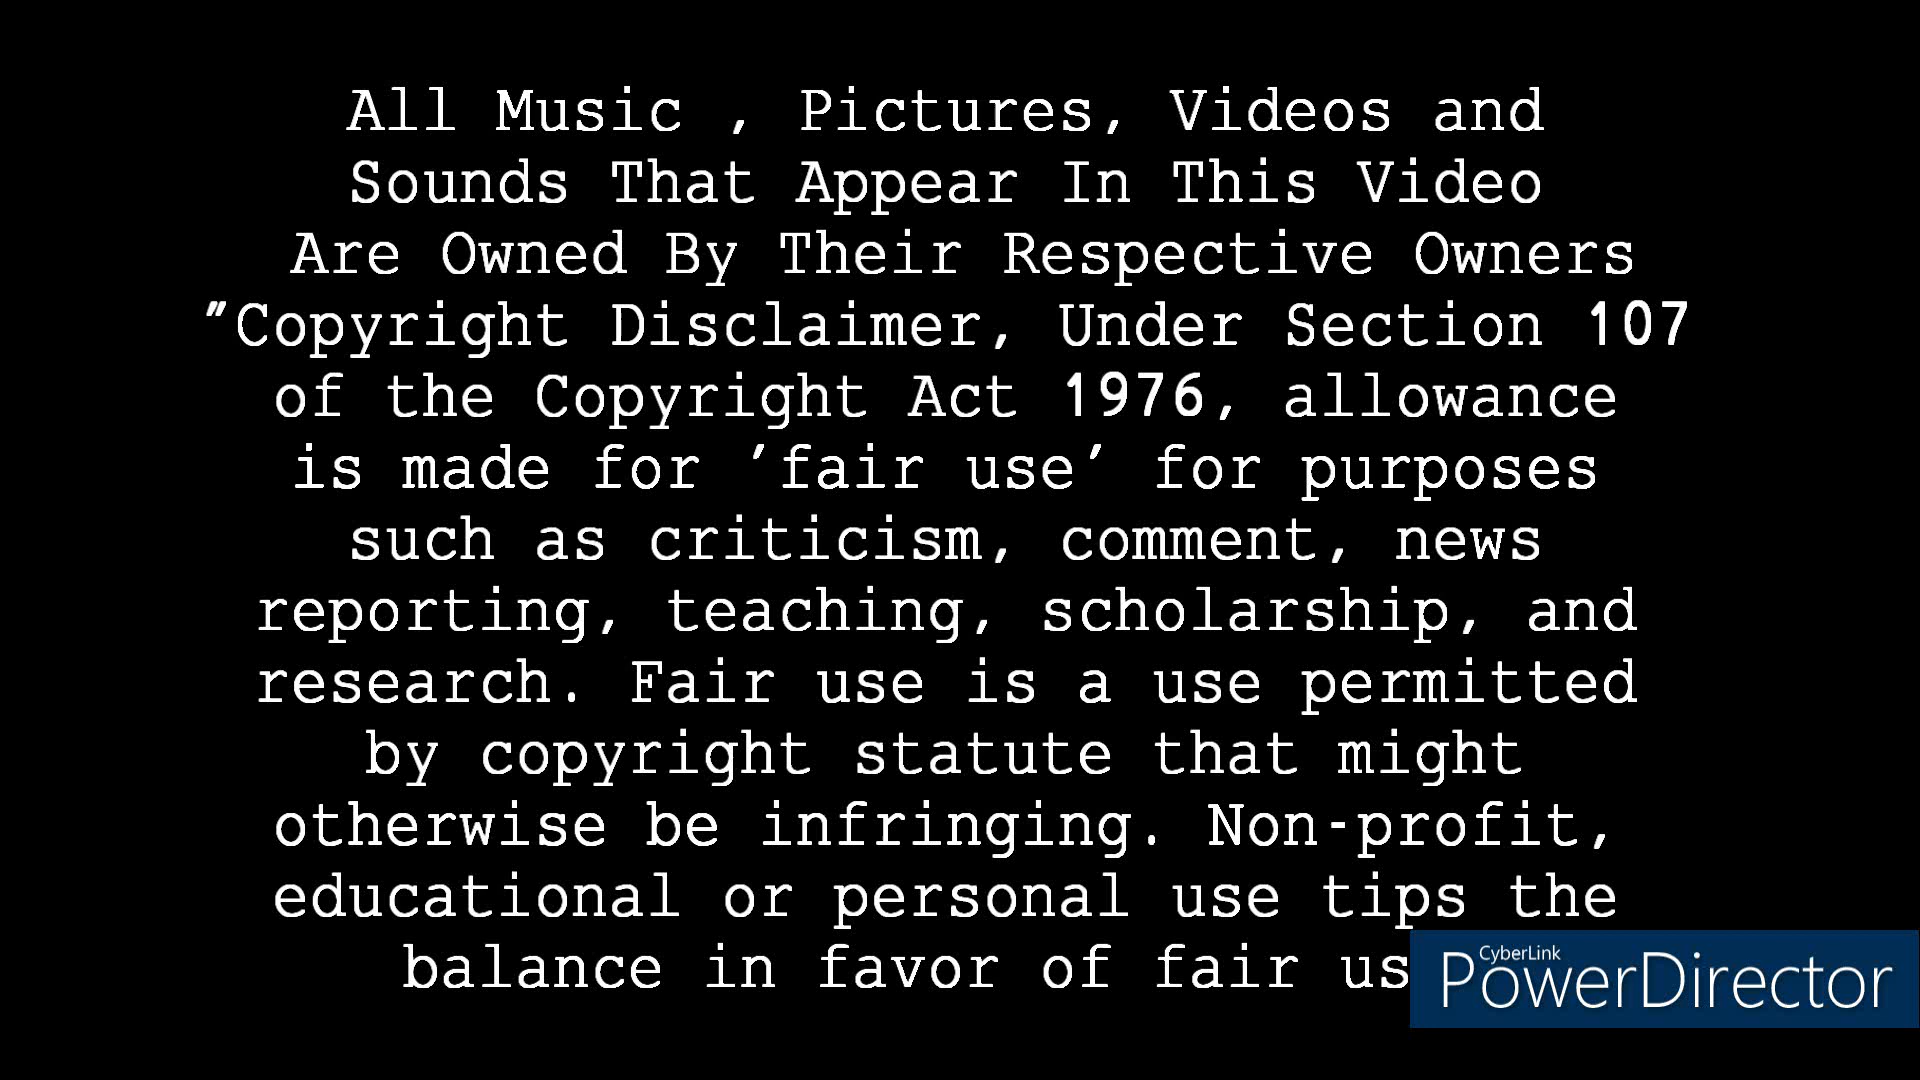 All Music , Pictures, Videos and
Sounds That Appear In This Video
Are Owned By Their Respective Owners
"Copyright Disclaimer, Under Section 107
of the Copyright Act 1976, allowance
is made for 'fair use' for purposes
such as criticism, comment, news
reporting, teaching, scholarship, and
research. Fair use is a use permitted
by copyright statute that might
otherwise be infringing. Non-profit,
educational or personal use tips the
balance in favor of fair
CyberLink
PowerDirector